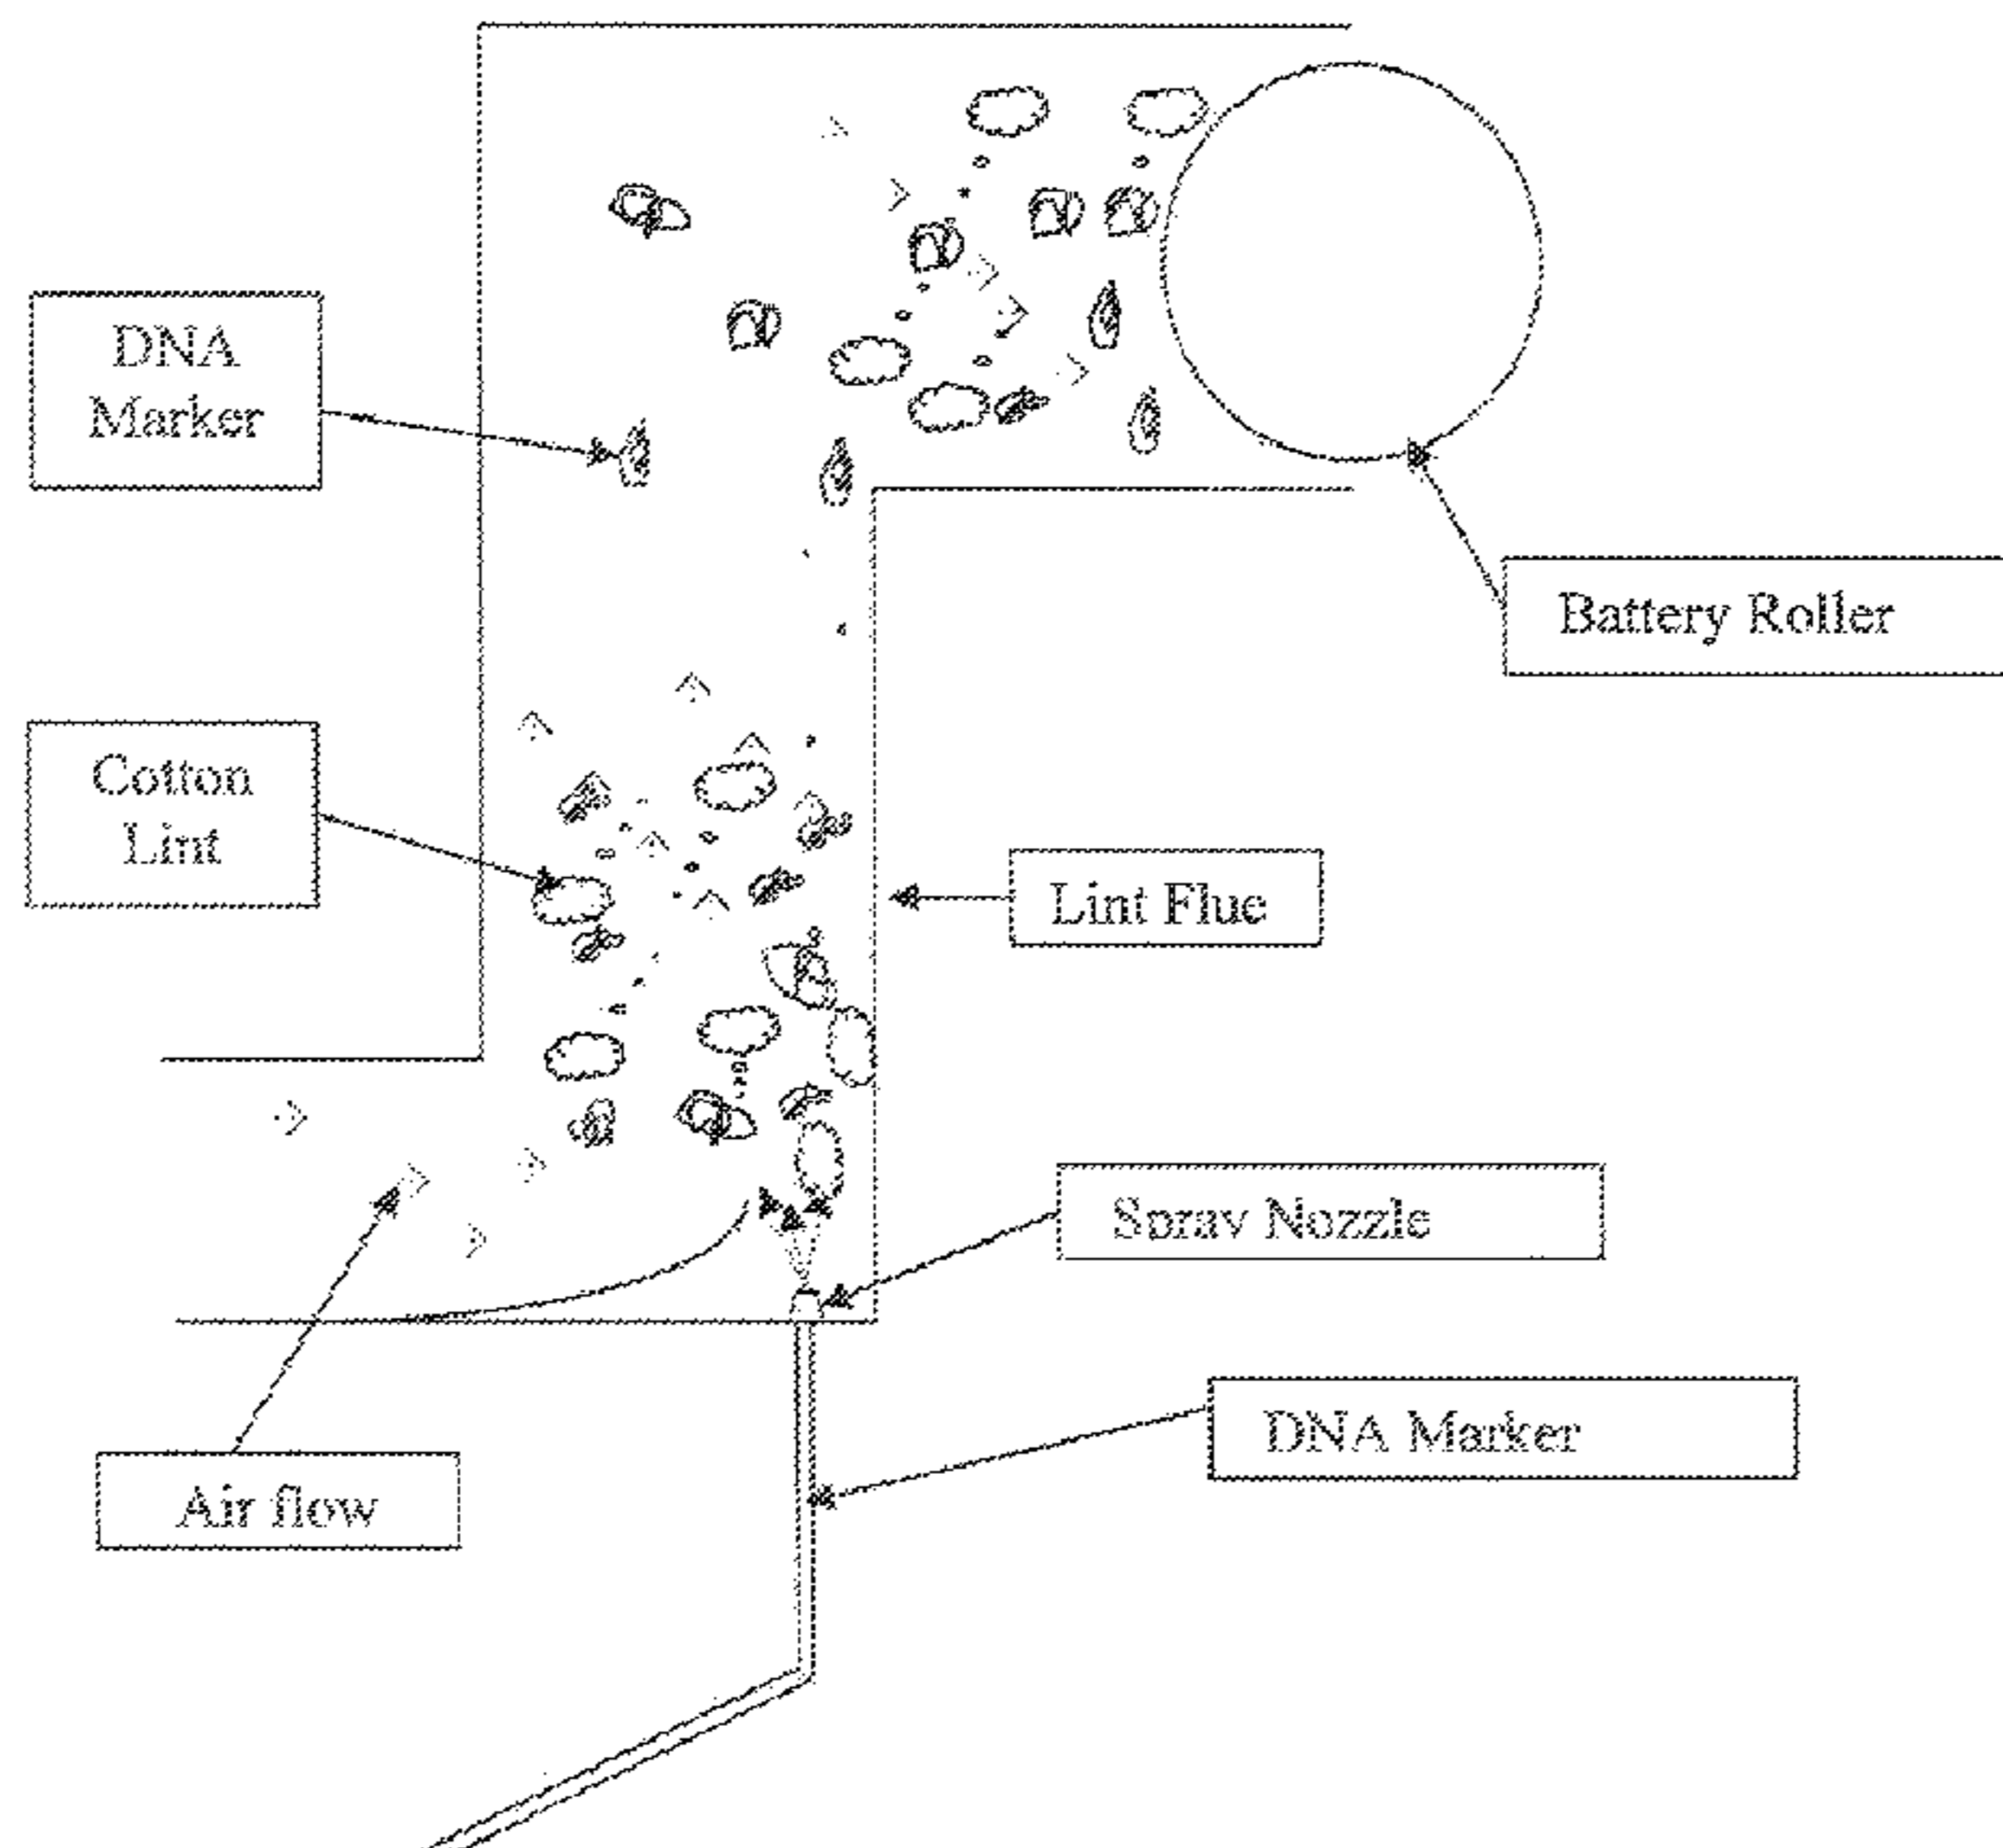 DNA
Marker
Battery Roller
Cotton
Lint
Lint Flue
Spray Nozzle
DNA Marker
Air flow